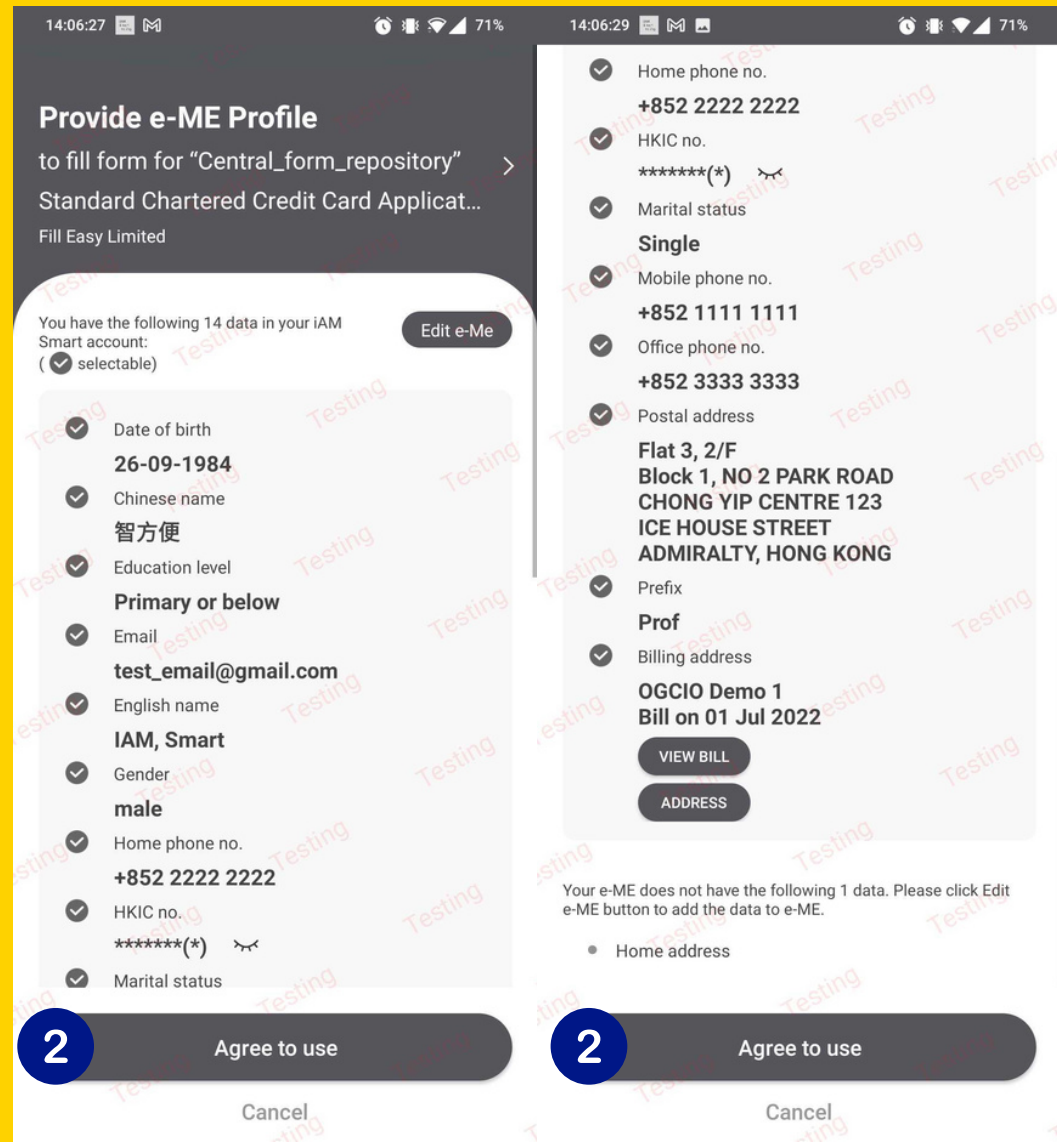 14:06:27
71%
Provide e-ME Profile
to fill form for “Central_form_repository”
Standard Chartered Credit Card Applicat...
Fill Easy Limited
You have the following 14 data in your iAM
Smart account:
( selectable)
Edit e-Me
Date of birth
26-09-1984
Chinese name
智方便
Education level
Primary or below
Email
test_email@gmail.com
English name
IAM, Smart
Gender
male
Home phone no.
+852 2222 2222
HKIC no.
*******(*)
Marital status
2
Agree to use
Cancel
14:06:29
71%
Home phone no.
+852 2222 2222
HKIC no.
*******(*)
Marital status
Single
Mobile phone no.
+852 1111 1111
Office phone no.
+852 3333 3333
Postal address
Flat 3, 2/F
Block 1, NO 2 PARK ROAD
CHONG YIP CENTRE 123
ICE HOUSE STREET
ADMIRALTY, HONG KONG
Prefix
Prof
Billing address
OGCIO Demo 1
Bill on 01 Jul 2022
VIEW BILL
ADDRESS
Your e-ME does not have the following 1 data. Please click Edit
e-ME button to add the data to e-ME.
Home address
2
Agree to use
Cancel
Testing